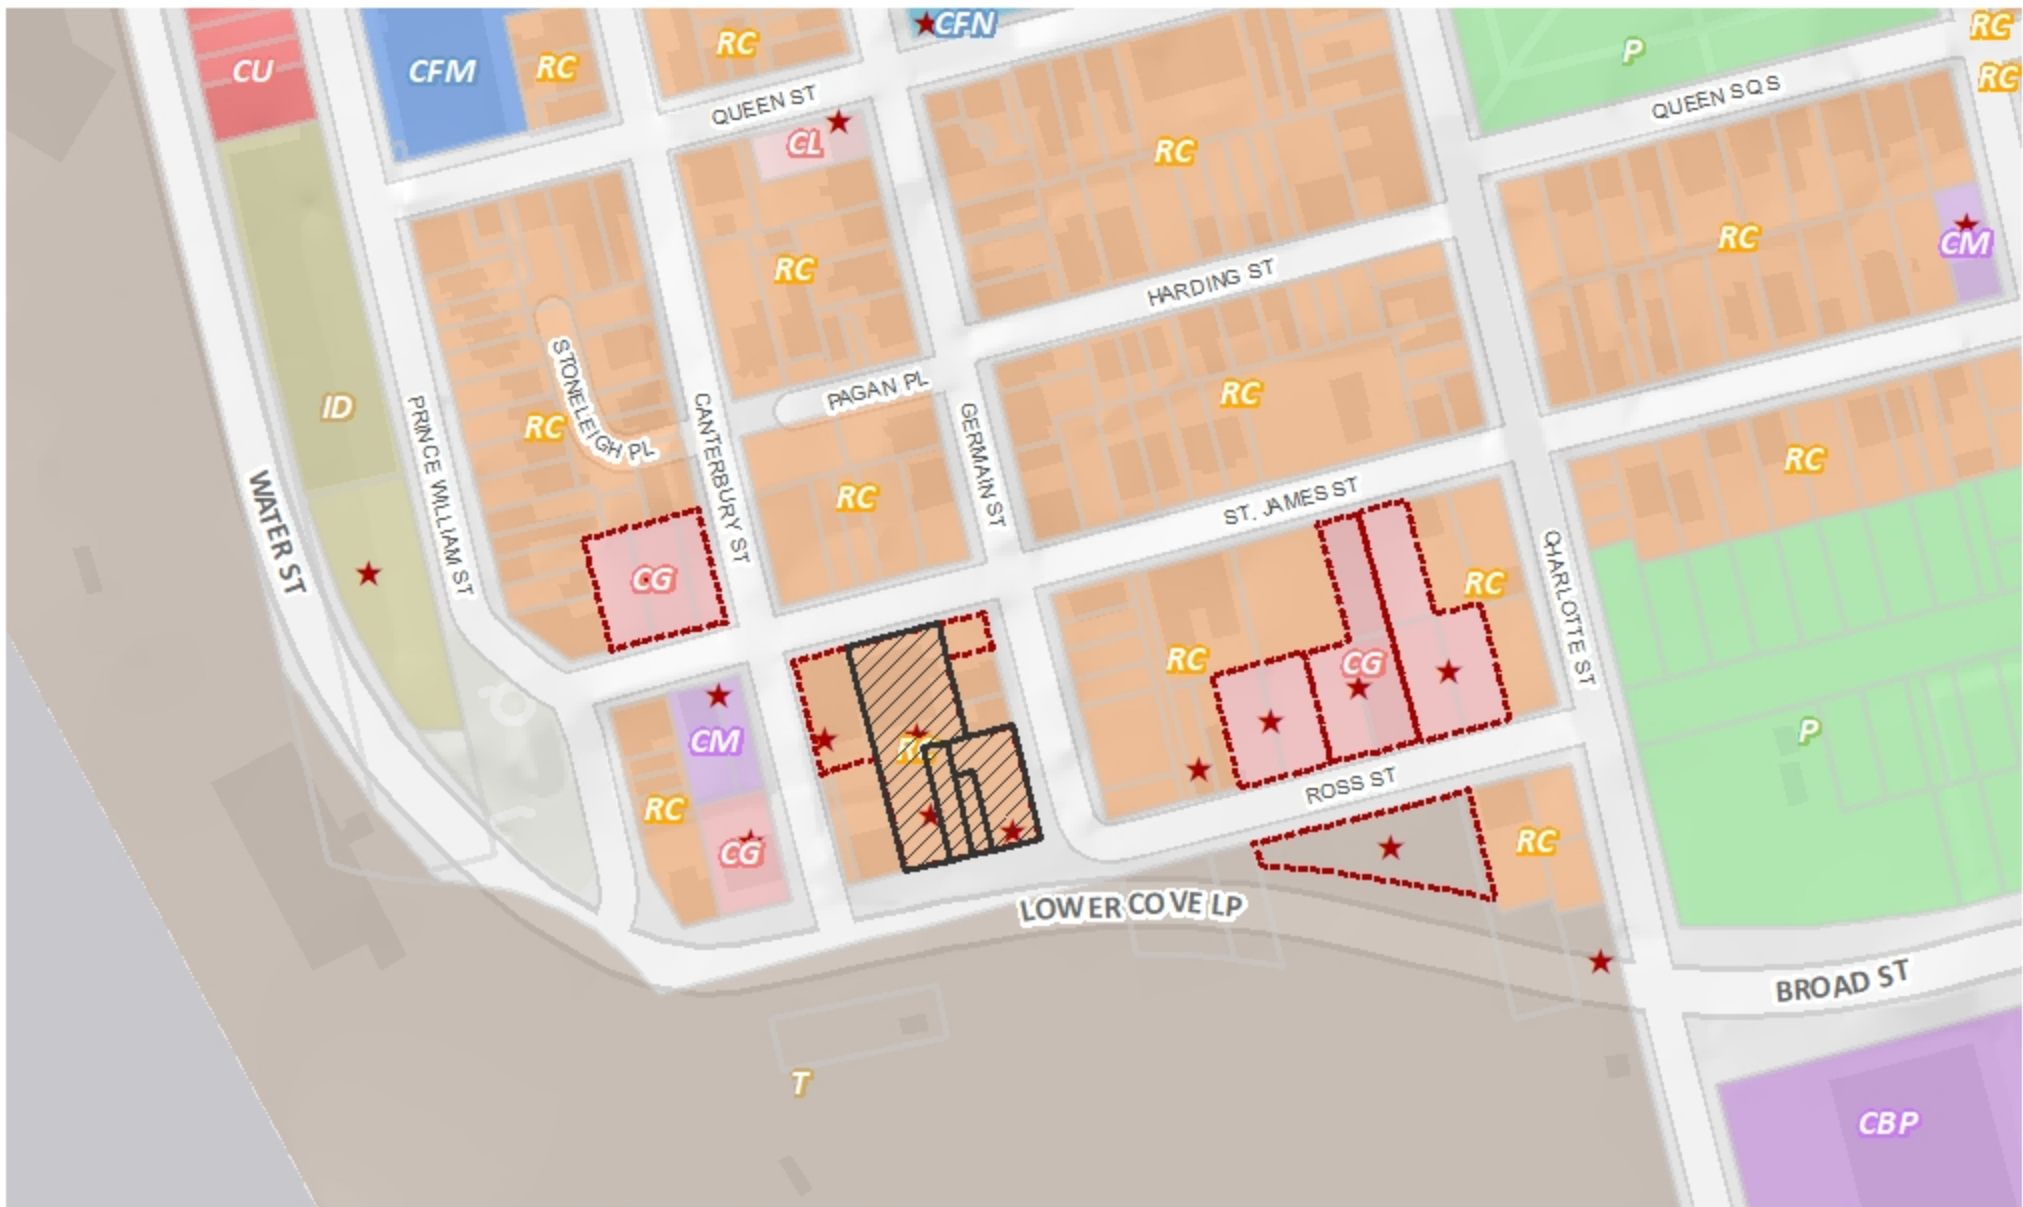 CFN
RC
RC
P
CU
CFM
RC
RC
QUEEN SQ S
QUEEN ST
CL
RC
RC
CM
RC
HARDING ST
STONELEIGH PL
PAGAN PL
RC
ID
PRINCE WILLIAM ST
RC
CANTERBURY ST
GERMAIN ST
RC
RC
ST. JAMES ST
WATER ST
CHARLOTTE ST
CG
RC
RC
CG
CM
RC
P
ROSS ST
RC
CG
RC
LOWER COVE LP
BROAD ST
T
CBP